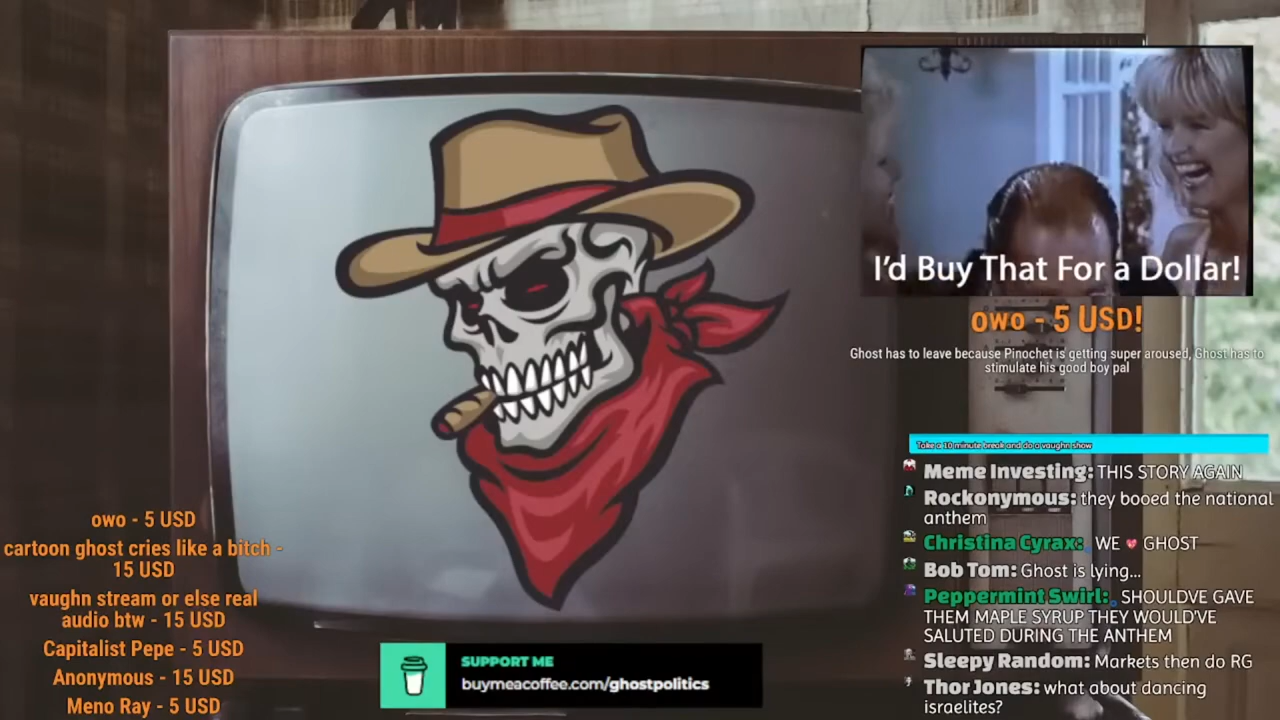 I'd Buy That For a Dollar!
owo - 5 USD!
Ghost has to leave because Pinochet is getting super aroused, Ghost has to
stimulate his good boy pal
Take a 10 minute break and do a vaughn show
Meme Investing: THIS STORY AGAIN
Rockonymous: they booed the national
anthem
Christina Cyrax: WE GHOST
Bob Tom: Ghost is lying...
Peppermint Swirl: SHOULDVE GAVE
THEM MAPLE SYRUP THEY WOULD'VE
SALUTED DURING THE ANTHEM
Sleepy Random: Markets then do RG
Thor Jones: what about dancing
israelites?
owo - 5 USD
cartoon ghost cries like a bitch -
15 USD
vaughn stream or else real
audio btw - 15 USD
Capitalist Pepe - 5 USD
Anonymous - 15 USD
Meno Ray - 5 USD
SUPPORT ME
buymeacoffee.com/ghostpolitics